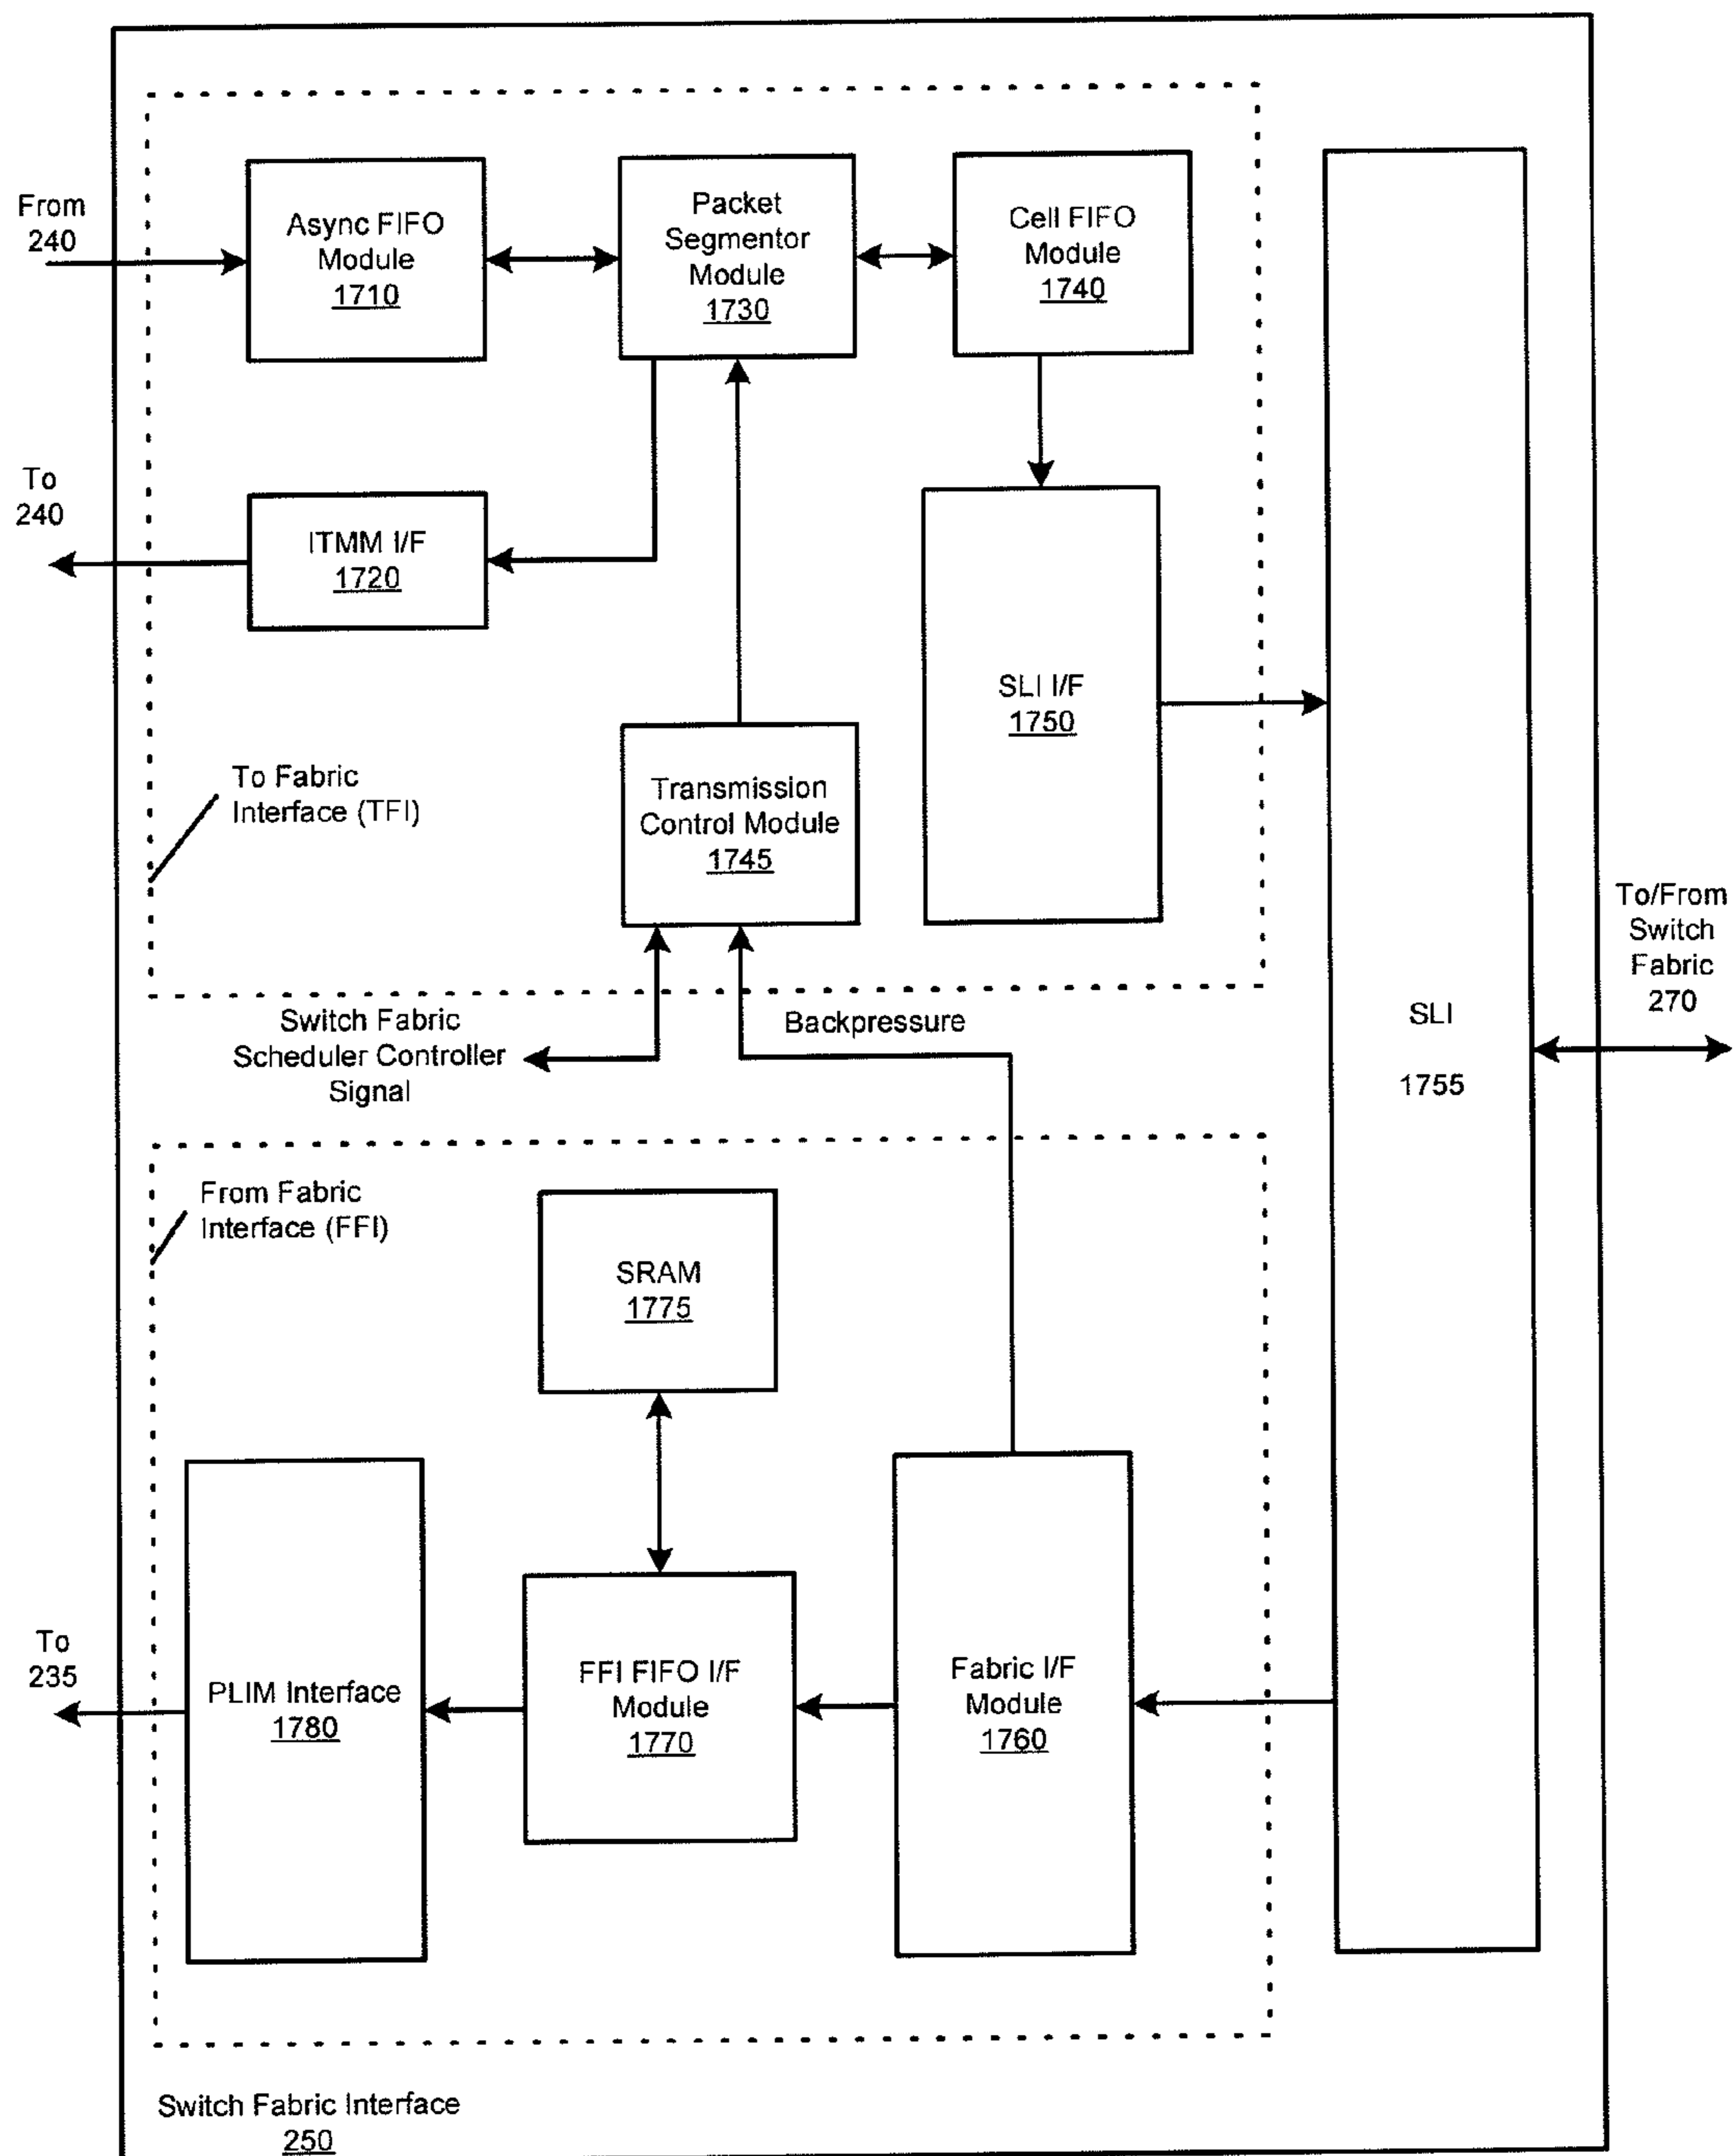 From
240
Async FIFO
Module
1710
Packet
Segmentor
Module
1730
Cell FIFO
Module
1740
To
240
ITMM I/F
1720
SLI I/F
1750
To Fabric
Interface (TFI)
Transmission
Control Module
1745
To/From
Switch
Fabric
270
Switch Fabric
Scheduler Controller
Signal
Backpressure
SLI
1755
From Fabric
Interface (FFI)
SRAM
1775
To
235
PLIM Interface
1780
FFI FIFO I/F
Module
1770
Fabric I/F
Module
1760
Switch Fabric Interface
250